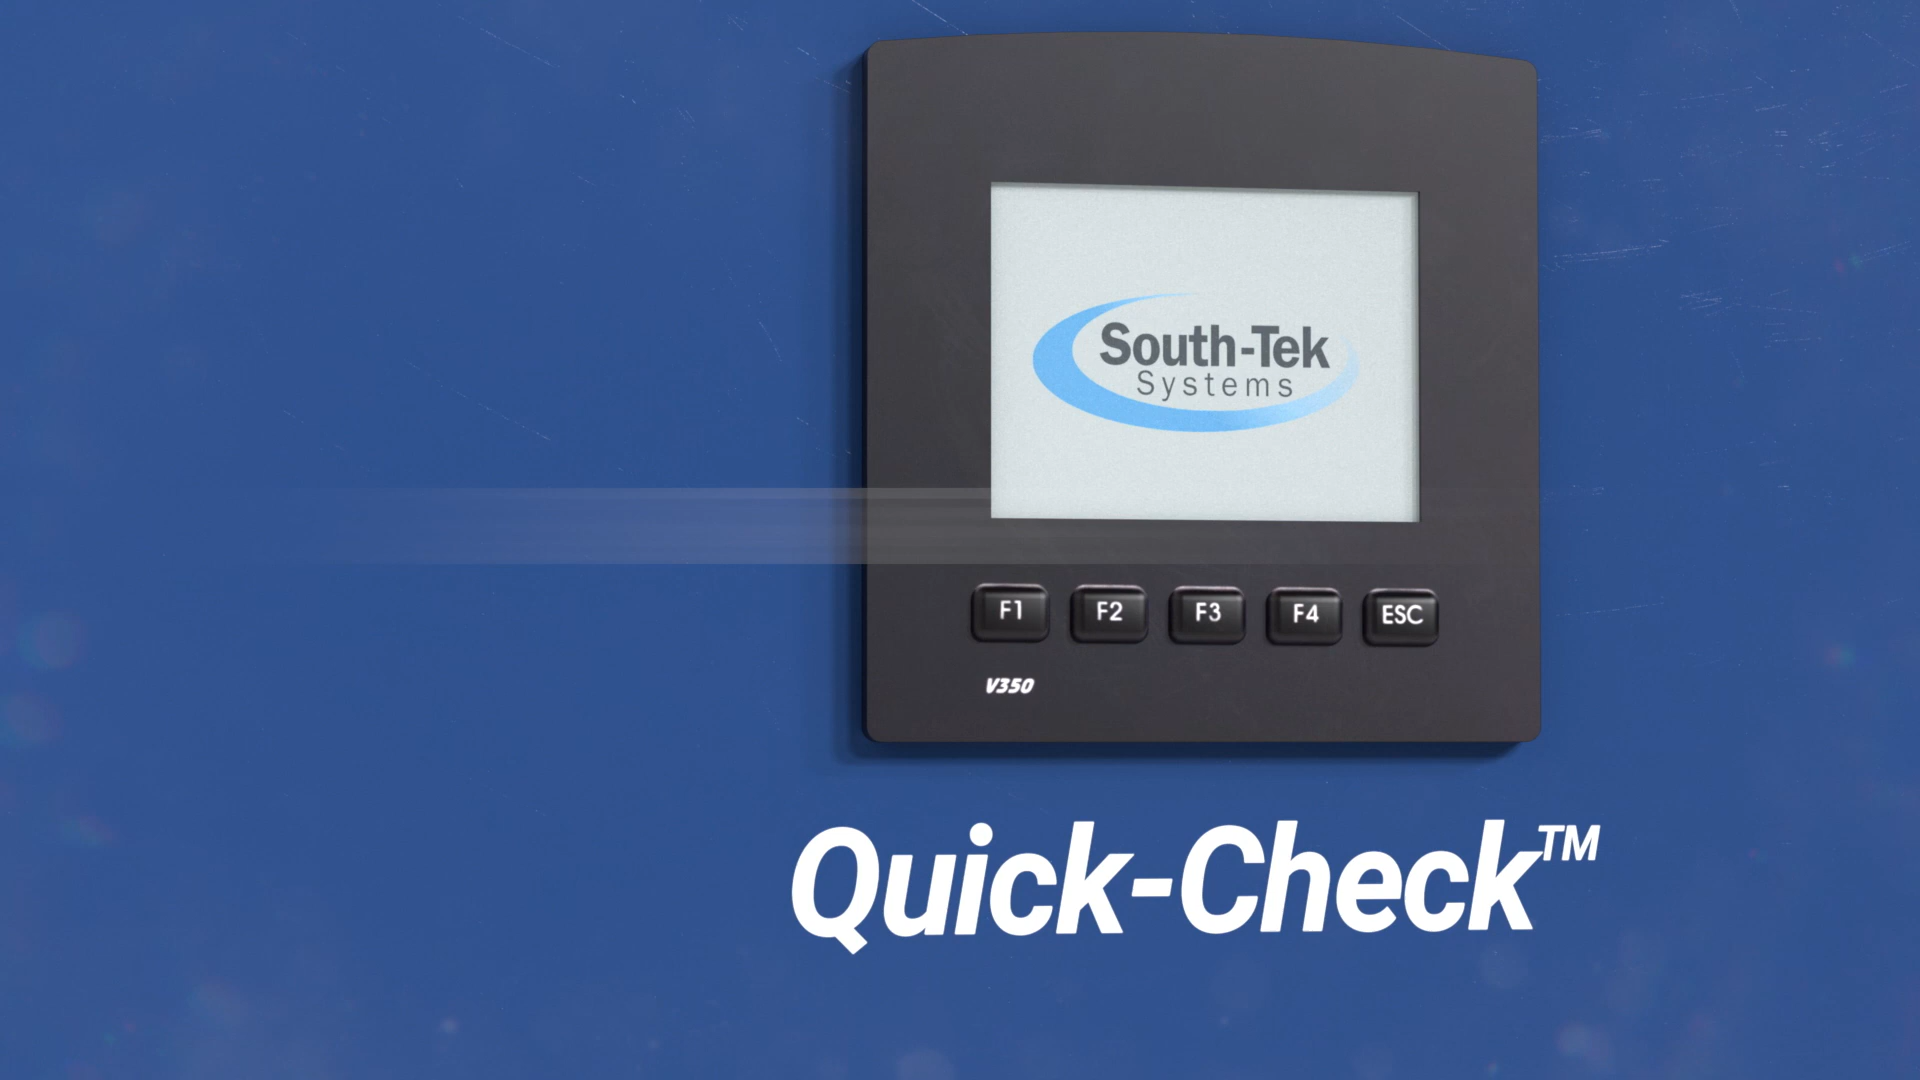 South-Tek
Systems
F1 F2 F3 F4 ESC
V350
Quick-Check™